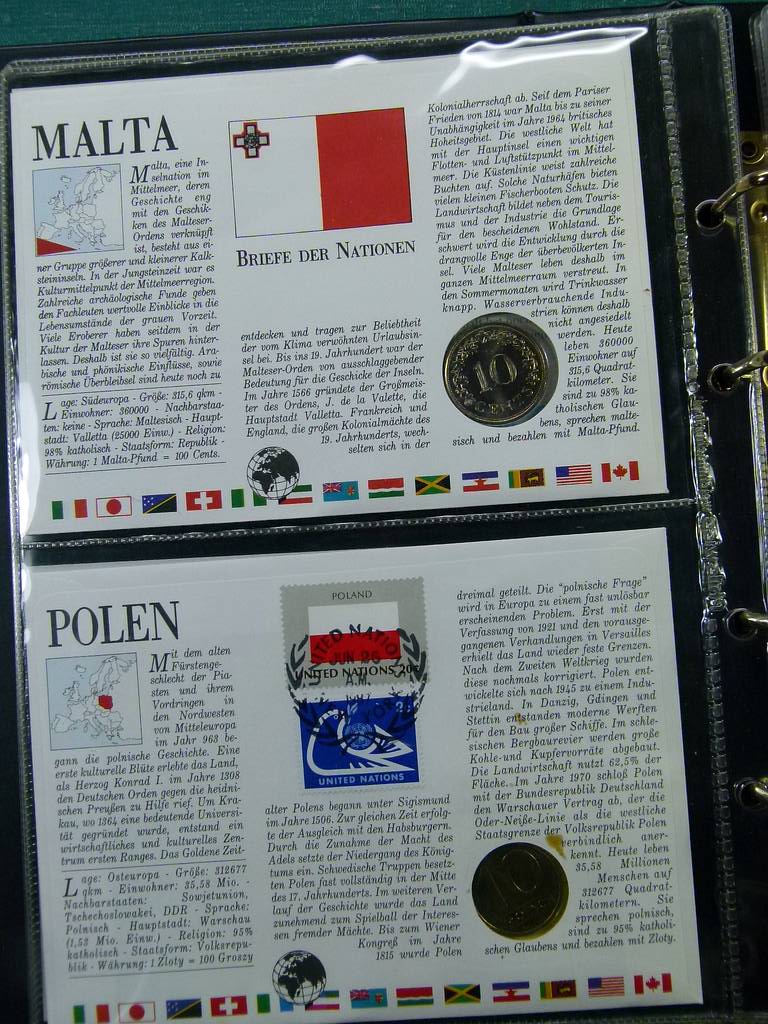 MALTA
Malta, eine In-
selnation im
Mittelmeer, deren
Geschichte eng
mit den Geschik-
ken des Malteser-
Ordens verknüpft
ist, besteht aus ei-
ner Gruppe größerer und kleinerer Kalk-
steininseln. In der Jungsteinzeit war es
Kulturmittelpunkt der Mittelmeerregion.
Zahlreiche archäologische Funde geben
den Fachleuten wertvolle Einblicke in die
Lebensumstände der grauen Vorzeit.
Viele Eroberer haben seitdem in der
Kultur der Malteser ihre Spuren hinter-
lassen. Deshalb ist sie so vielfältig. Ara-
bische und phönikische Einflüsse, sowie
römische Überbleibsel sind heute noch zu
Lage: Südeuropa - Größe: 315,6 qkm -
Einwohner: 360000 - Nachbarstaa-
ten: keine - Sprache: Maltesisch - Haupt-
stadt: Valletta (25000 Einw.) - Religion:
98% katholisch - Staatsform: Republik -
Währung: 1 Malta-Pfund = 100 Cents.
BRIEFE DER NATIONEN
entdecken und tragen zur Beliebtheit
der vom Klima verwöhnten Urlaubsin-
sel bei. Bis ins 19. Jahrhundert war der
Malteser-Orden von ausschlaggebender
Bedeutung für die Geschicke der Inseln.
Im Jahre 1566 gründete der Großmeis-
ter des Ordens, J. de la Valette, die
Hauptstadt Valletta. Frankreich und
England, die großen Kolonialmächte des
19. Jahrhunderts, wech-
selten sich in der
Kolonialherrschaft ab. Seit dem Pariser
Frieden von 1814 war Malta bis zu seiner
Unabhängigkeit im Jahre 1964 britisches
Hoheitsgebiet. Die westliche Welt hat
mit der Hauptinsel einen wichtigen
Flotten- und Luftstützpunkt im Mittel-
meer. Die Küstenlinie weist zahlreiche
Buchten auf. Solche Naturhäfen bieten
vielen kleinen Fischerbooten Schutz. Die
Landwirtschaft bildet neben dem Touris-
mus und der Industrie die Grundlage
für den bescheidenen Wohlstand. Er-
schwert wird die Entwicklung durch die
drangvolle Enge der überbevölkerten In-
sel. Viele Malteser leben deshalb im
ganzen Mittelmeerraum verstreut. In
den Sommermonaten wird Trinkwasser
knapp. Wasserverbrauchende Indu-
strien können deshalb
nicht angesiedelt
werden. Heute
leben 360000
Einwohner auf
315,6 Quadrat-
kilometer. Sie
sind zu 98% ka-
tholischen Glau-
bens, sprechen malte-
sisch und bezahlen mit Malta-Pfund.
10
CENTS
POLEN
Mit dem alten
Fürstenge-
schlecht der Pia-
sten und ihrem
Vordringen in
den Nordwesten
von Mitteleuropa
im Jahr 963 be-
gann die polnische Geschichte. Eine
erste kulturelle Blüte erlebte das Land,
als Herzog Konrad I. im Jahre 1308
den Deutschen Orden gegen die heidni-
schen Preußen zu Hilfe rief. Um Kra-
kau, wo 1364 eine bedeutende Universi-
tät gegründet wurde, entstand ein
wirtschaftliches und kulturelles Zen-
trum ersten Ranges. Das Goldene Zeit-
Lage: Osteuropa - Größe: 312677
qkm - Einwohner: 35,58 Mio. -
Nachbarstaaten: Sowjetunion,
Tschechoslowakei, DDR - Sprache:
Polnisch - Hauptstadt: Warschau
(1,53 Mio. Einw.) - Religion: 95%
katholisch - Staatsform: Volksrepu-
blik - Währung: 1 Zloty = 100 Groszy
POLAND
UNITED NATIONS 20c
UNITED NATIONS
JUN 26
A.M.
UNITED NATIONS
alter Polens begann unter Sigismund
im Jahre 1506. Zur gleichen Zeit erfolg-
te der Ausgleich mit den Habsburgern.
Durch die Zunahme der Macht des
Adels setzte der Niedergang des König-
tums ein. Schwedische Truppen besetz-
ten Polen fast vollständig in der Mitte
des 17. Jahrhunderts. Im weiteren Ver-
lauf der Geschichte wurde das Land
zunehmend zum Spielball der Interes-
sen fremder Mächte. Bis zum Wiener
Kongreß im Jahre
1815 wurde Polen
dreimal geteilt. Die "polnische Frage"
wird in Europa zu einem fast unlösbar
erscheinenden Problem. Erst mit der
Verfassung von 1921 und den vorausge-
gangenen Verhandlungen in Versailles
erhielt das Land wieder feste Grenzen.
Nach dem Zweiten Weltkrieg wurden
diese nochmals korrigiert. Polen ent-
wickelte sich nach 1945 zu einem Indu-
strieland. In Danzig, Gdingen und
Stettin entstanden moderne Werften
für den Bau großer Schiffe. Im schle-
sischen Bergbaurevier werden große
Kohle- und Kupfervorräte abgebaut.
Die Landwirtschaft nutzt 62,5% der
Fläche. Im Jahre 1970 schloß Polen
mit der Bundesrepublik Deutschland
den Warschauer Vertrag ab, der die
Oder-Neiße-Linie als die westliche
Staatsgrenze der Volksrepublik Polen
verbindlich aner-
kennt. Heute leben
35,58 Millionen
Menschen auf
312677 Quadrat-
kilometern. Sie
sprechen polnisch,
sind zu 95% katholi-
schen Glaubens und bezahlen mit Zloty.
10